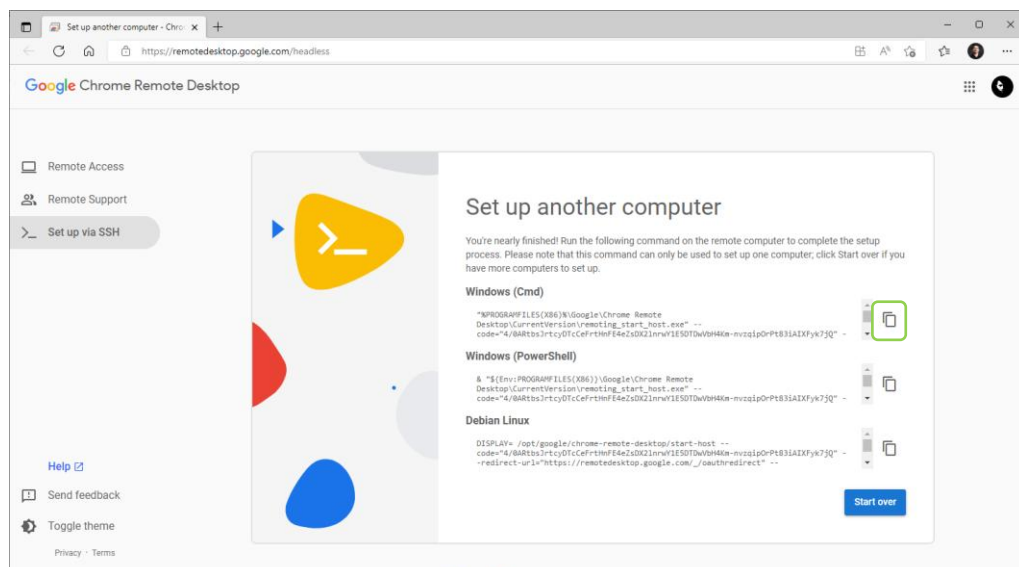 Set up another computer - Chro
https://remotedesktop.google.com/headless
Google Chrome Remote Desktop
Remote Access
Remote Support
Set up via SSH
Help
Send feedback
Toggle theme
Privacy · Terms
Set up another computer
You're nearly finished! Run the following command on the remote computer to complete the setup
process. Please note that this command can only be used to set up one computer; click Start over if you
have more computers to set up.
Windows (Cmd)
"%PROGRAMFILES(X86)%\Google\Chrome Remote
Desktop\CurrentVersion\remoting_start_host.exe" --
Windows (PowerShell)
& "${Env:PROGRAMFILES(X86)}\Google\Chrome Remote
Desktop\CurrentVersion\remoting_start_host.exe" --
Debian Linux
DISPLAY= /opt/google/chrome-remote-desktop/start-host --
-redirect-url="https://remotedesktop.google.com/_/oauthredirect" --
Start over